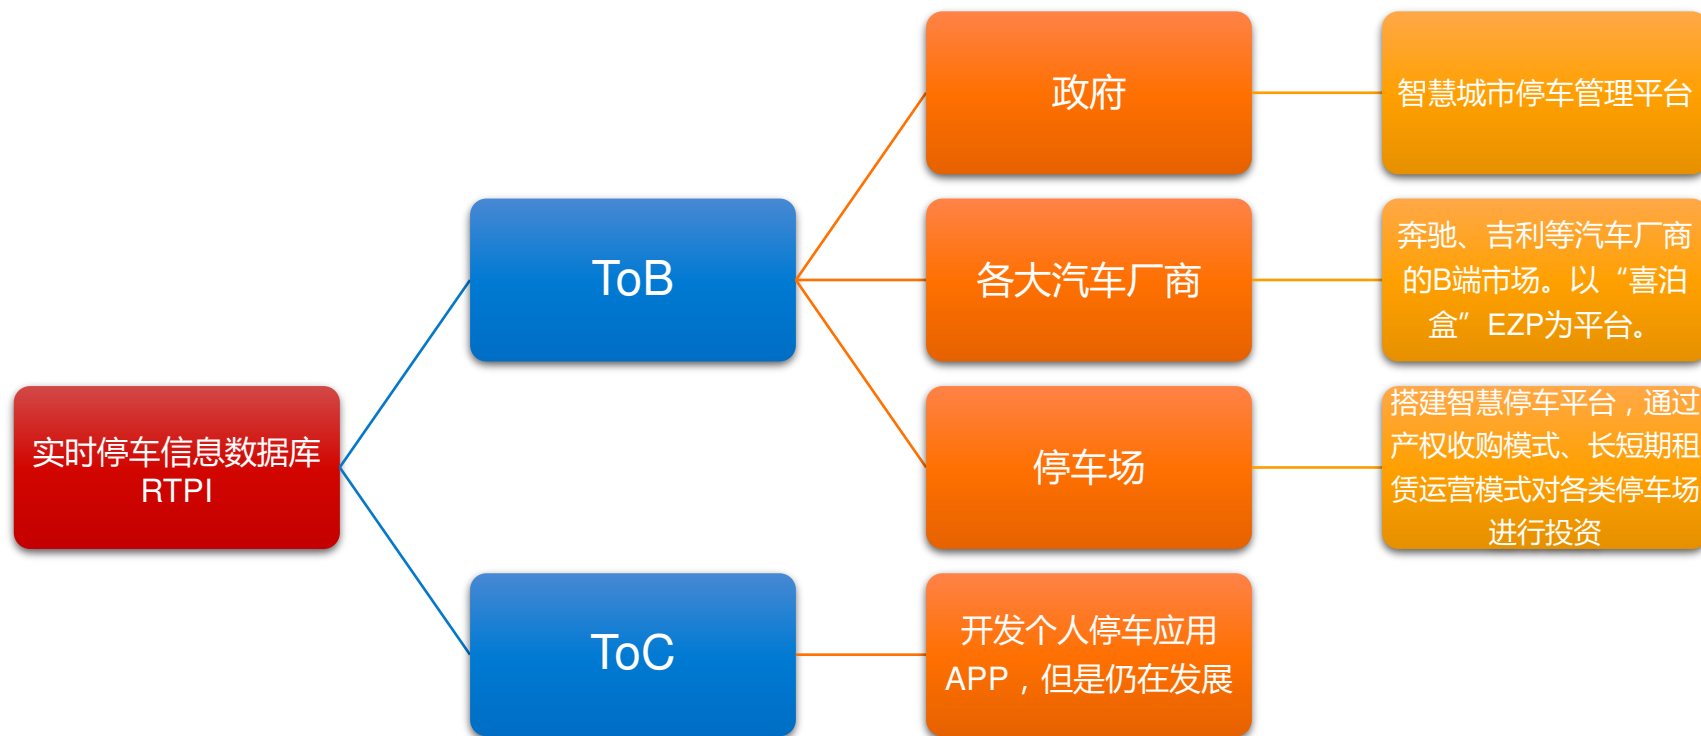 实时停车信息数据库
RTPI
ToB
ToC
政府
各大汽车厂商
停车场
开发个人停车应用
APP，但是仍在发展
智慧城市停车管理平台
奔驰、吉利等汽车厂商
的B端市场。以“喜泊
盒”EZP为平台。
搭建智慧停车平台，通过
产权收购模式、长短期租
赁运营模式对各类停车场
进行投资